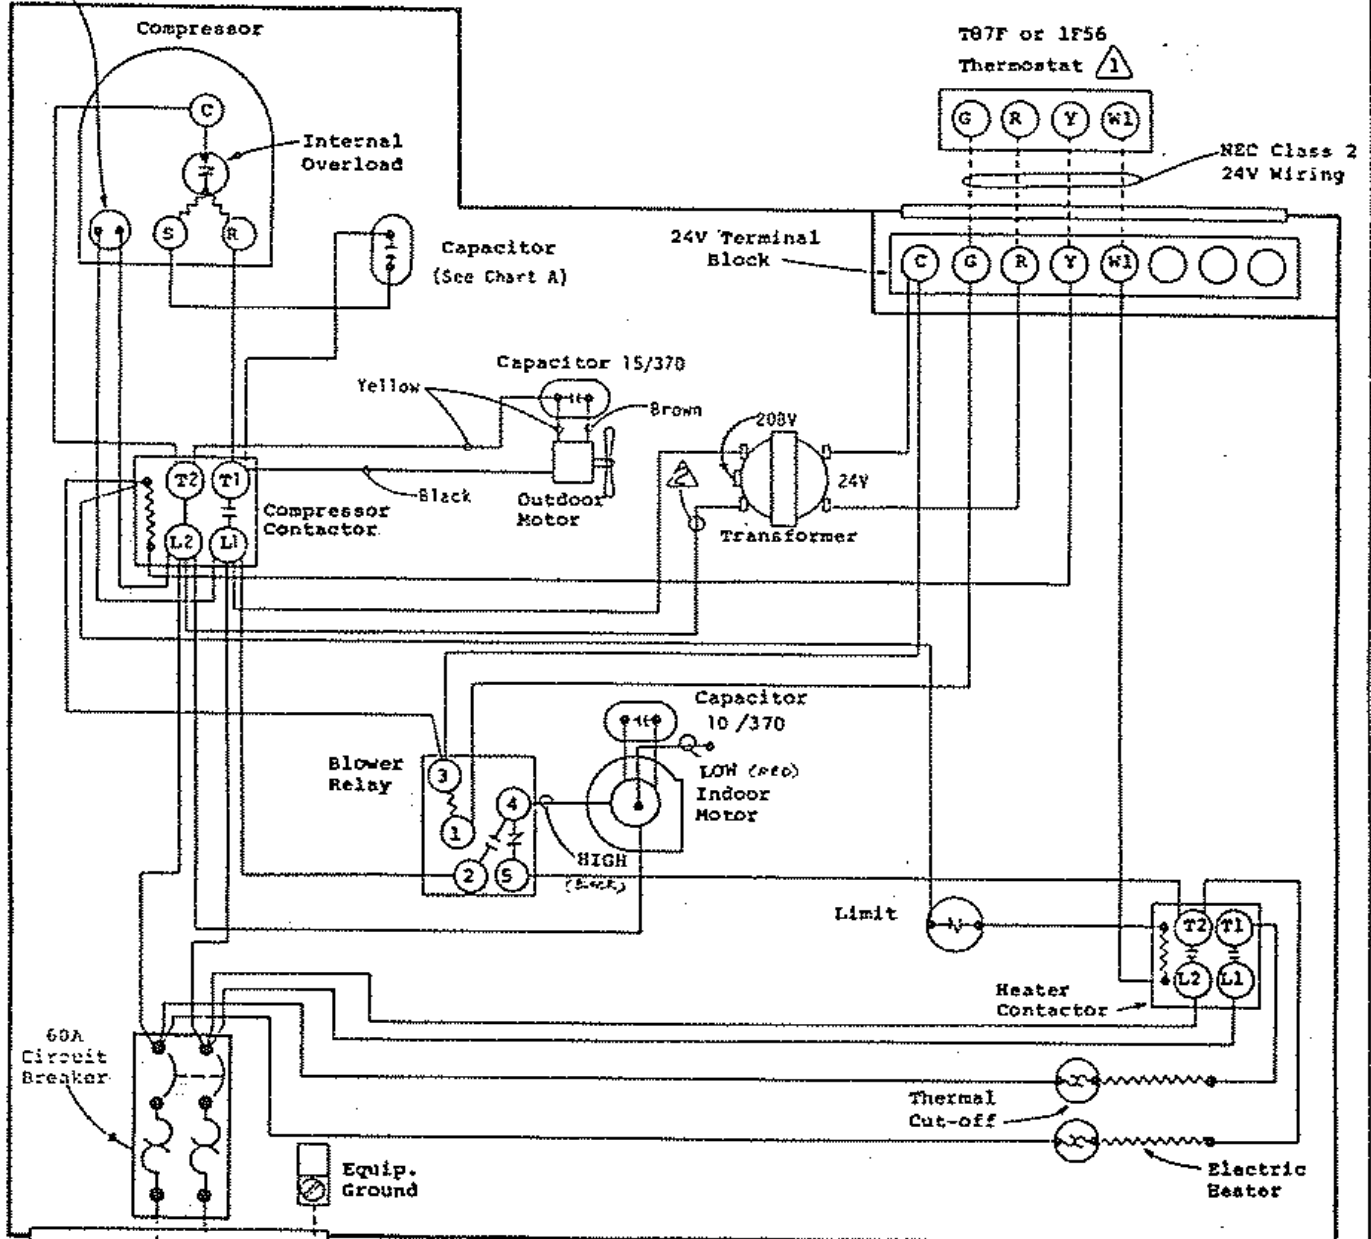 Compressor
T87F or 1F56
Thermostat 1
C
G R Y W1
Internal
Overload
NEC Class 2
24V Wiring
S R
Capacitor
(See Chart A)
1
2
24V Terminal
Block
C G R Y W1
Capacitor 15/370
Yellow
Brown
208V
24V
T2 T1
Black
Outdoor
Motor
Compressor
Contactor
Transformer
L2 L1
Capacitor
10 /370
Blower
Relay
3
LOW (RED)
Indoor
Motor
4
1
HIGH
2 5
Limit
T2 T1
L2 L1
Heater
Contactor
60A
Circuit
Breaker
Thermal
Cut-off
Equip.
Ground
Electric
Heater